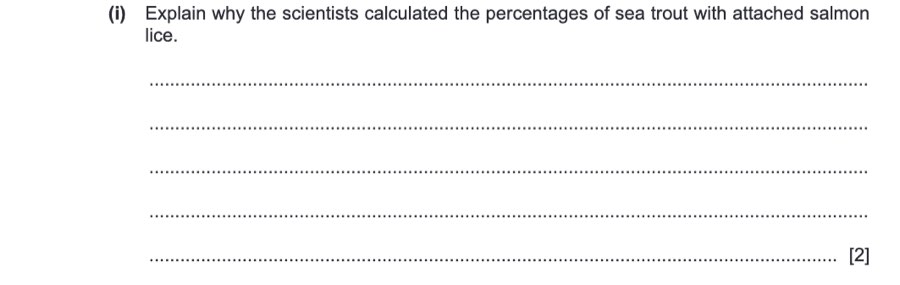 (i) Explain why the scientists calculated the percentages of sea trout with attached salmon
lice.
[2]